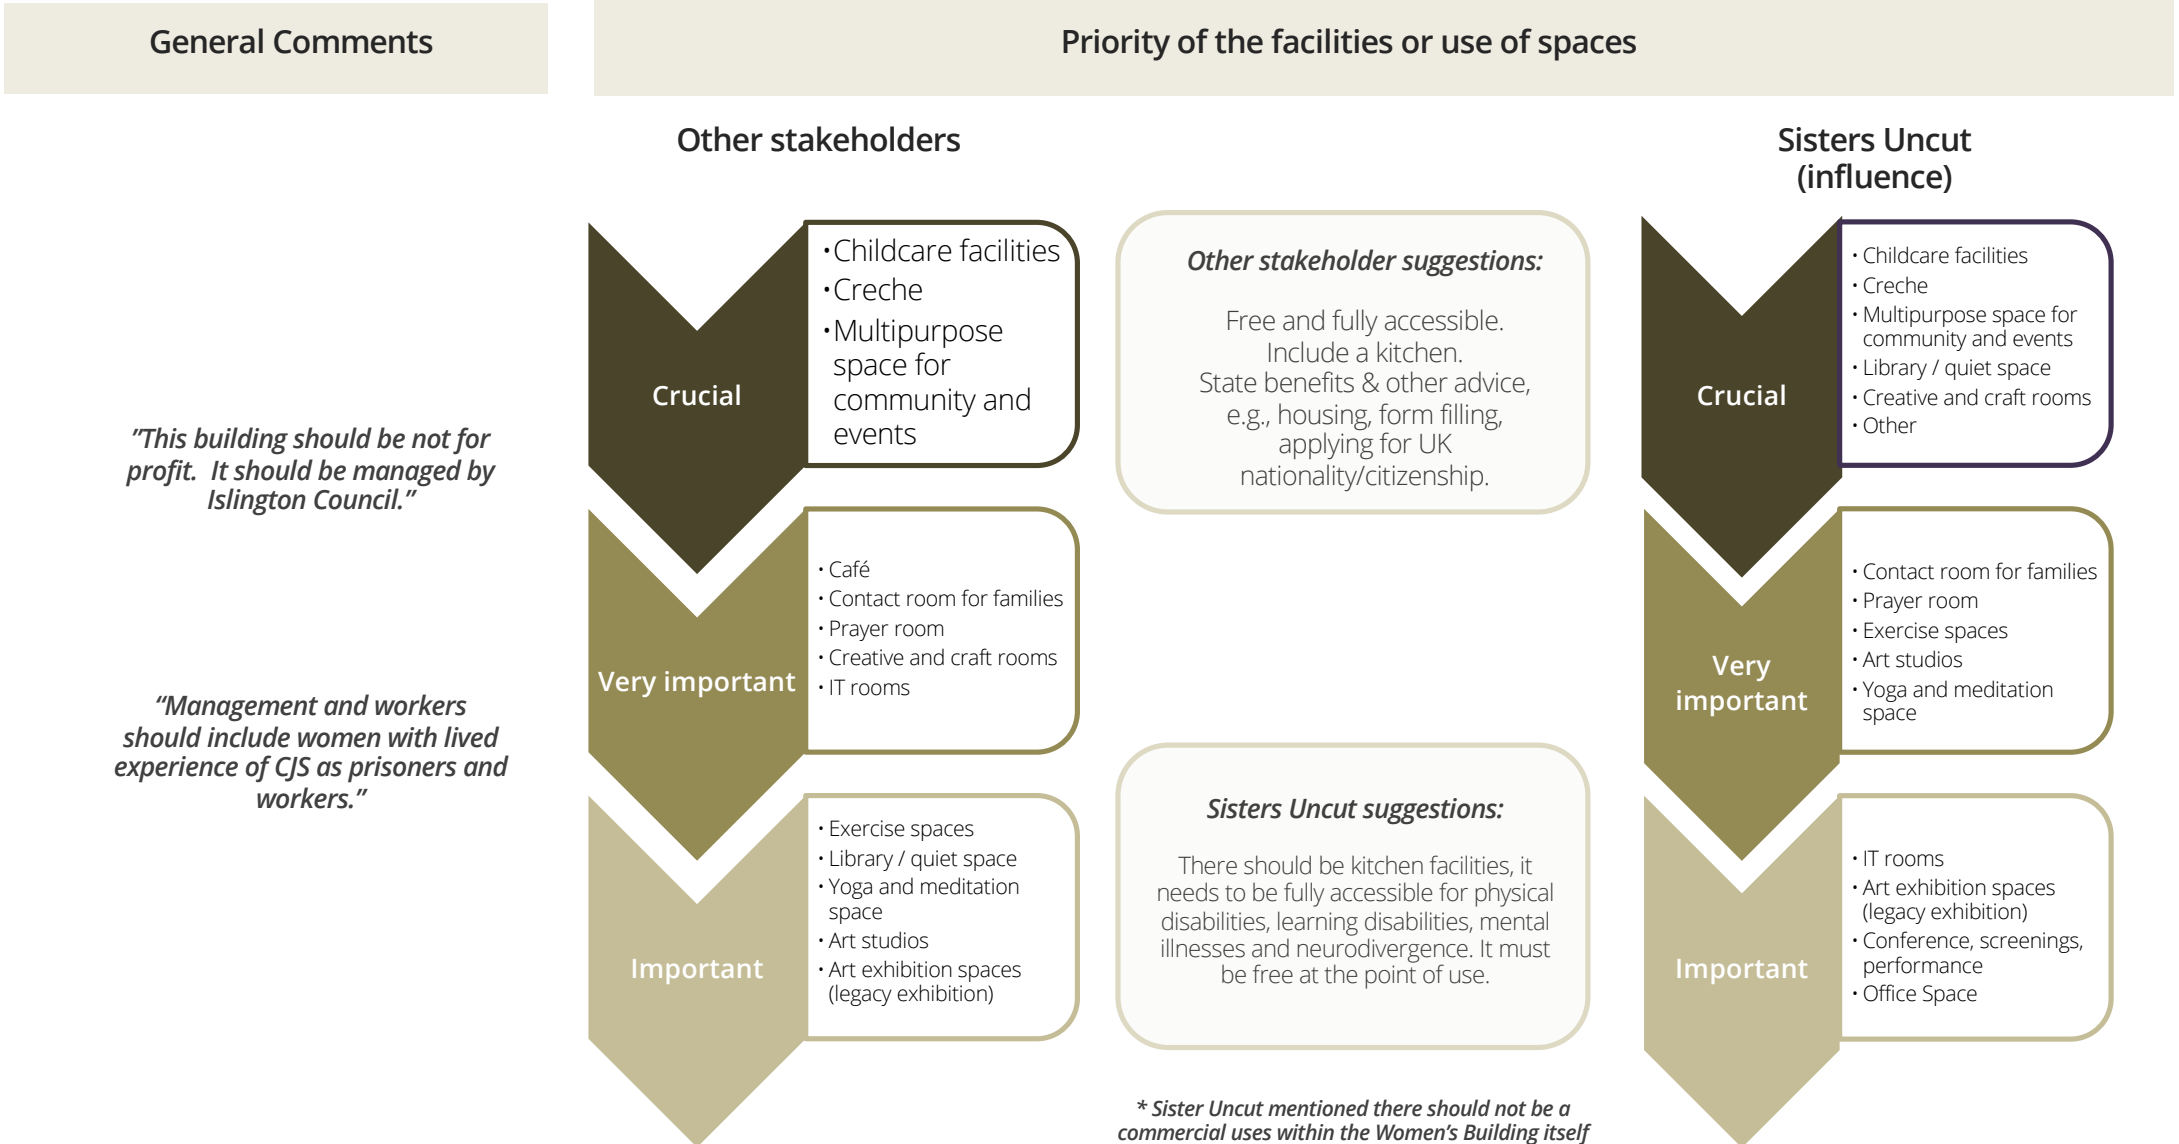 General Comments
Priority of the facilities or use of spaces
"This building should be not for
profit.  It should be managed by
Islington Council."
“Management and workers
should include women with lived
experience of CJS as prisoners and
workers.”
Other stakeholders
Crucial
·Childcare facilities
·Creche
·Multipurpose
space for
community and
events
Very important
· Café
· Contact room for families
· Prayer room
· Creative and craft rooms
· IT rooms
Important
· Exercise spaces
· Library / quiet space
· Yoga and meditation
space
· Art studios
· Art exhibition spaces
(legacy exhibition)
Other stakeholder suggestions:
Free and fully accessible.
Include a kitchen.
State benefits & other advice,
e.g., housing, form filling,
applying for UK
nationality/citizenship.
Sisters Uncut suggestions:
There should be kitchen facilities, it
needs to be fully accessible for physical
disabilities, learning disabilities, mental
illnesses and neurodivergence. It must
be free at the point of use.
* Sister Uncut mentioned there should not be a
commercial uses within the Women’s Building itself
Sisters Uncut
(influence)
Crucial
· Childcare facilities
· Creche
· Multipurpose space for
community and events
· Library / quiet space
· Creative and craft rooms
· Other
Very
important
· Contact room for families
· Prayer room
· Exercise spaces
· Art studios
· Yoga and meditation
space
Important
· IT rooms
· Art exhibition spaces
(legacy exhibition)
· Conference, screenings,
performance
· Office Space